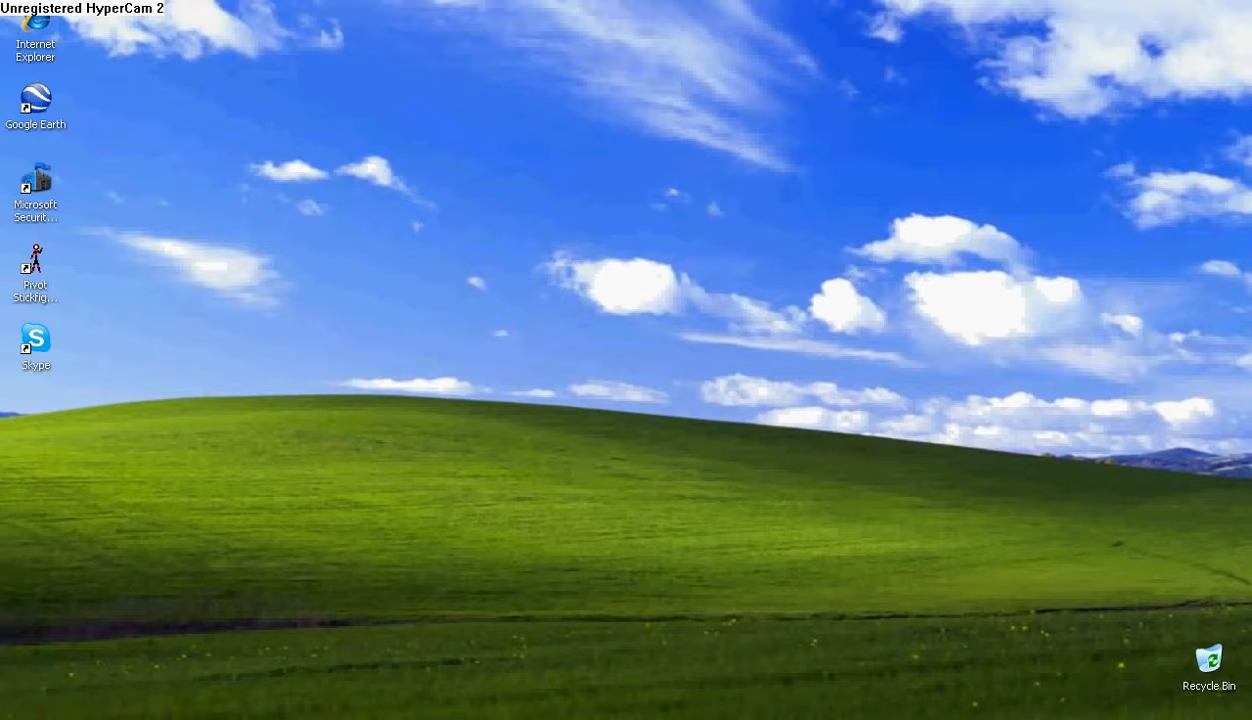 Unregistered HyperCam 2
Internet
Explorer
Google Earth
Microsoft
Securit...
Pivot
Stickfig...
Skype
Recycle Bin